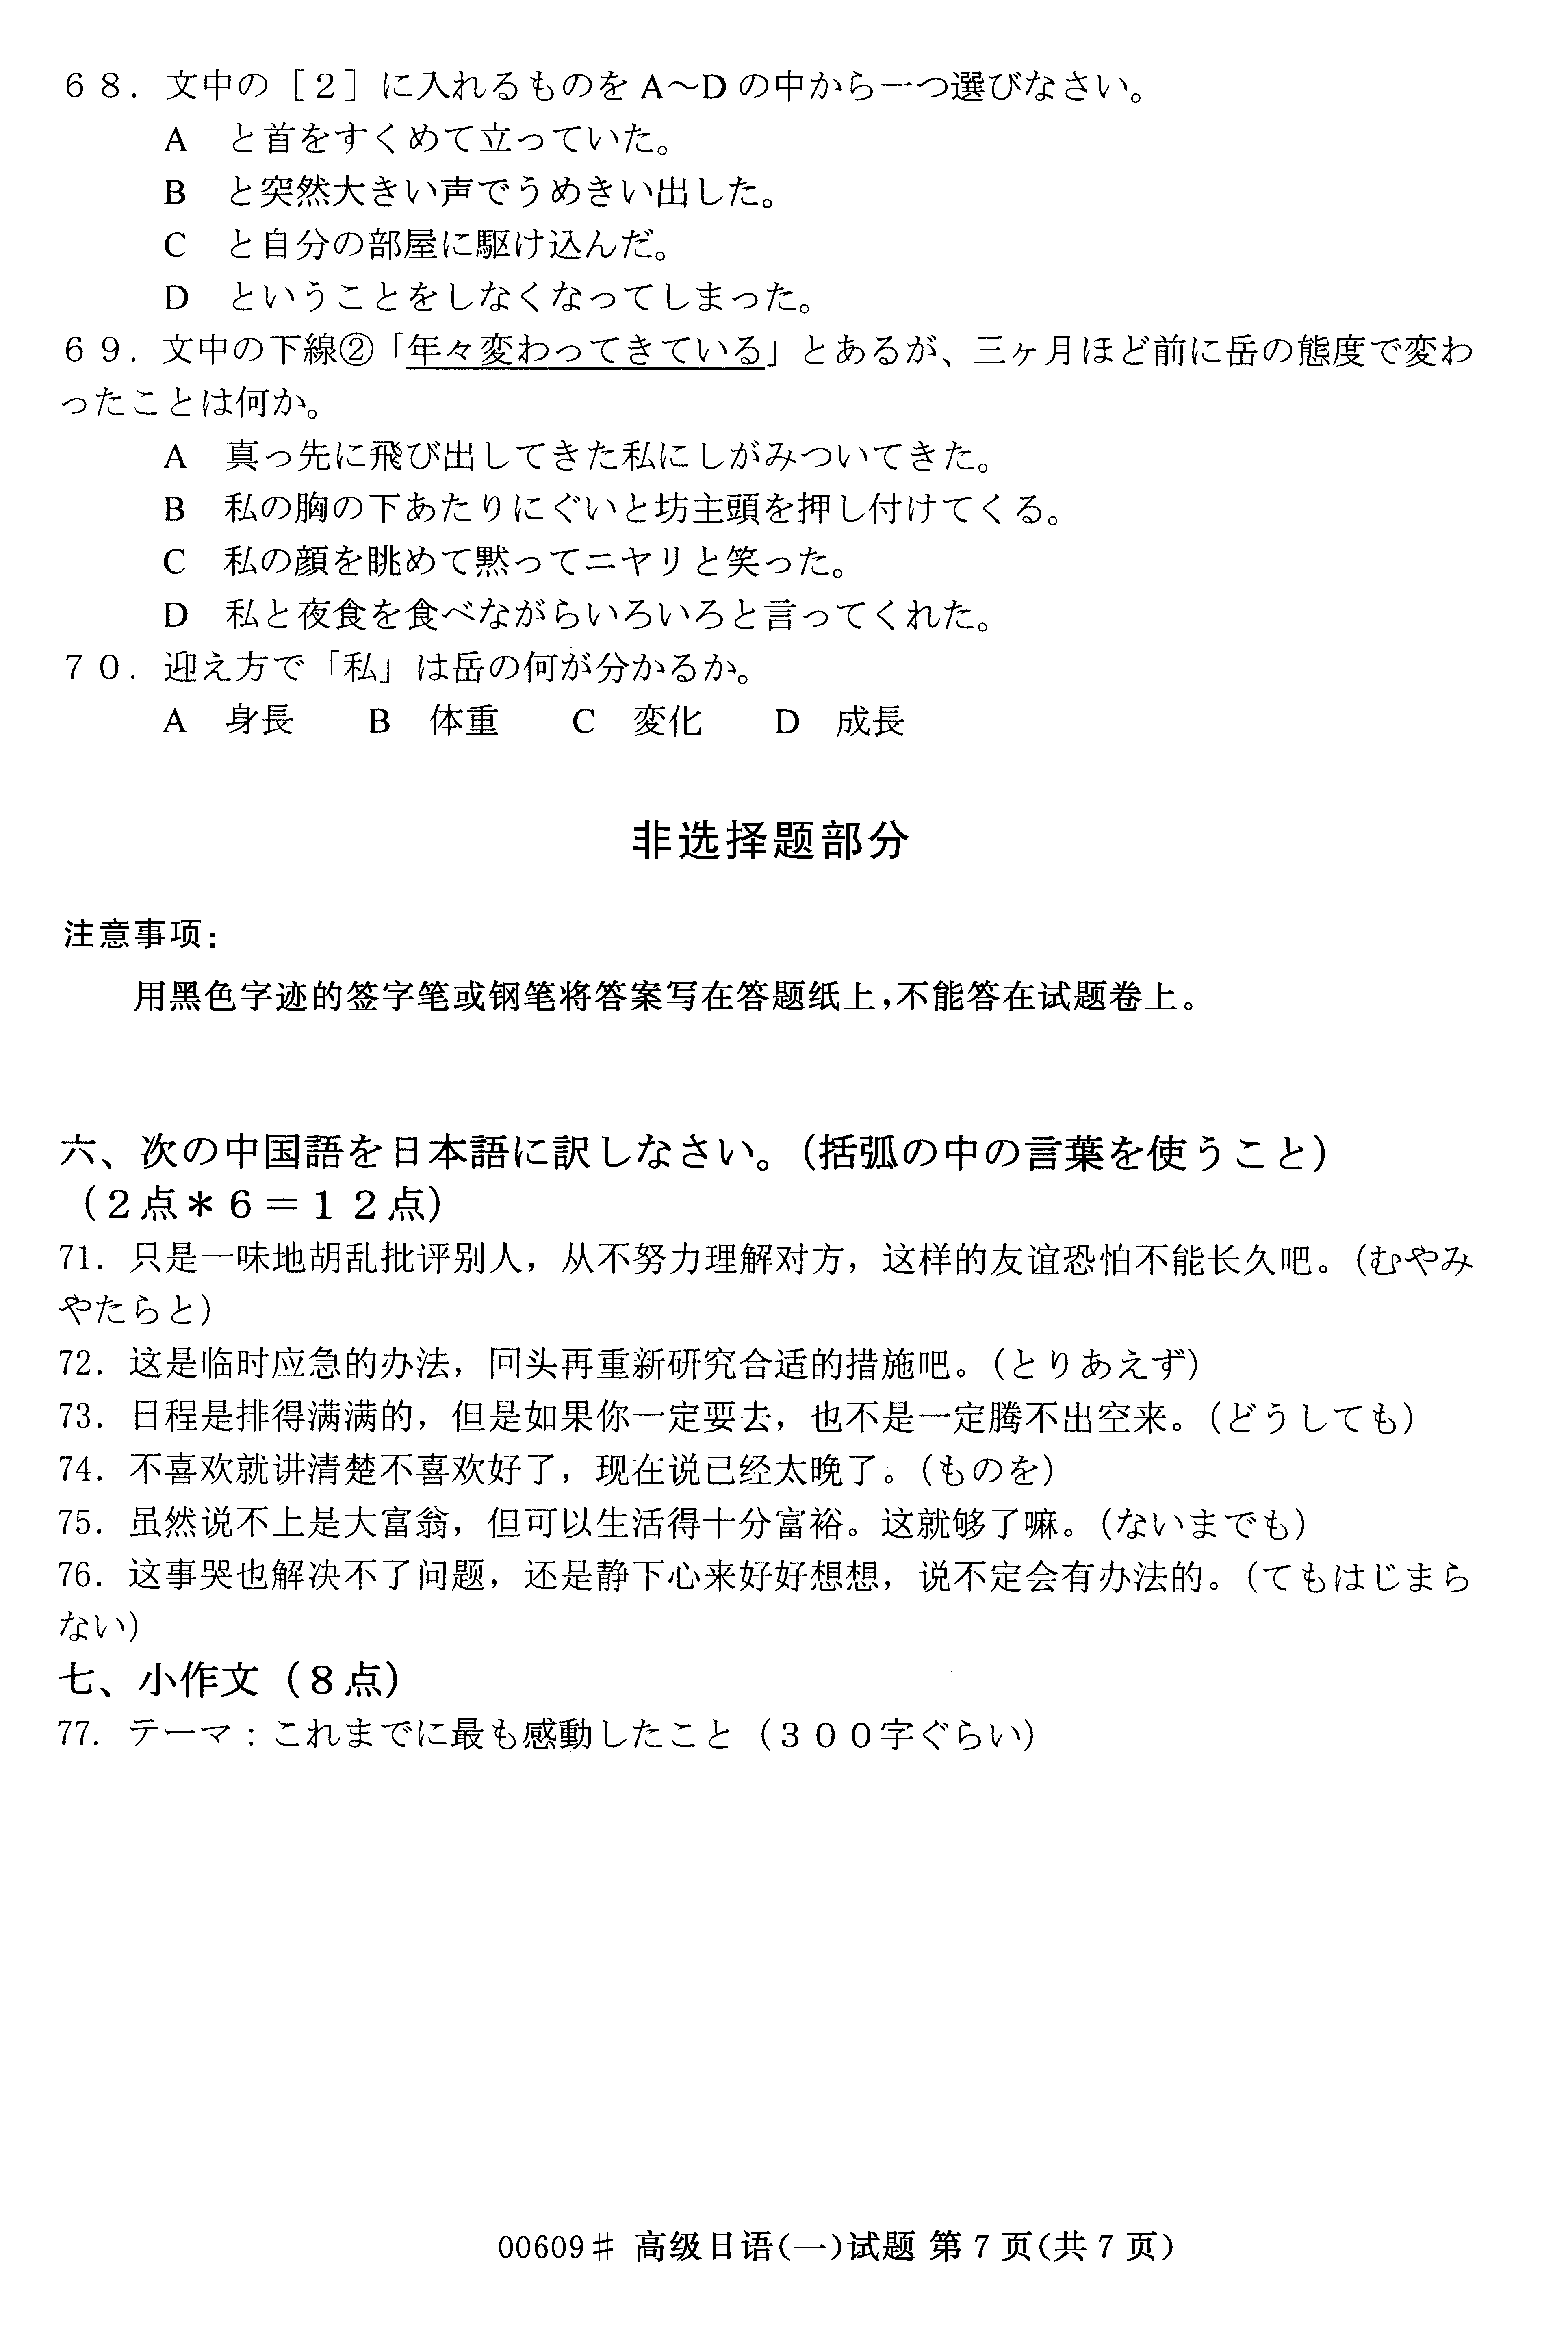 ６８．文中の［２］に入れるものを A～D の中から一つ選びなさい。
A　と首をすくめて立っていた。
B　と突然大きい声でうめきい出した。
C　と自分の部屋に駆け込んだ。
D　ということをしなくなってしまった。
６９．文中の下線②「年々変わってきている」とあるが、三ヶ月ほど前に岳の態度で変わ
ったことは何か。
A　真っ先に飛び出してきた私にしがみついてきた。
B　私の胸の下あたりにぐいと坊主頭を押し付けてくる。
C　私の顔を眺めて黙ってニヤリと笑った。
D　私と夜食を食べながらいろいろと言ってくれた。
７０．迎え方で「私」は岳の何が分かるか。
A　身長　　B　体重　　C　変化　　D　成長
非选择题部分
注意事项：
用黑色字迹的签字笔或钢笔将答案写在答题纸上，不能答在试题卷上。
六、次の中国語を日本語に訳しなさい。（括弧の中の言葉を使うこと）
（２点＊６＝１２点）
71．只是一味地胡乱批评别人，从不努力理解对方，这样的友谊恐怕不能长久吧。（むやみ
やたらと）
72．这是临时应急的办法，回头再重新研究合适的措施吧。（とりあえず）
73．日程是排得满满的，但是如果你一定要去，也不是一定腾不出空来。（どうしても）
74．不喜欢就讲清楚不喜欢好了，现在说已经太晚了。（ものを）
75．虽然说不上是大富翁，但可以生活得十分富裕。这就够了嘛。（ないまでも）
76．这事哭也解决不了问题，还是静下心来好好想想，说不定会有办法的。（てもはじまら
ない）
七、小作文（８点）
77．テーマ：これまでに最も感動したこと（３００字ぐらい）
00609＃ 高级日语(一)试题 第 7 页(共 7 页)